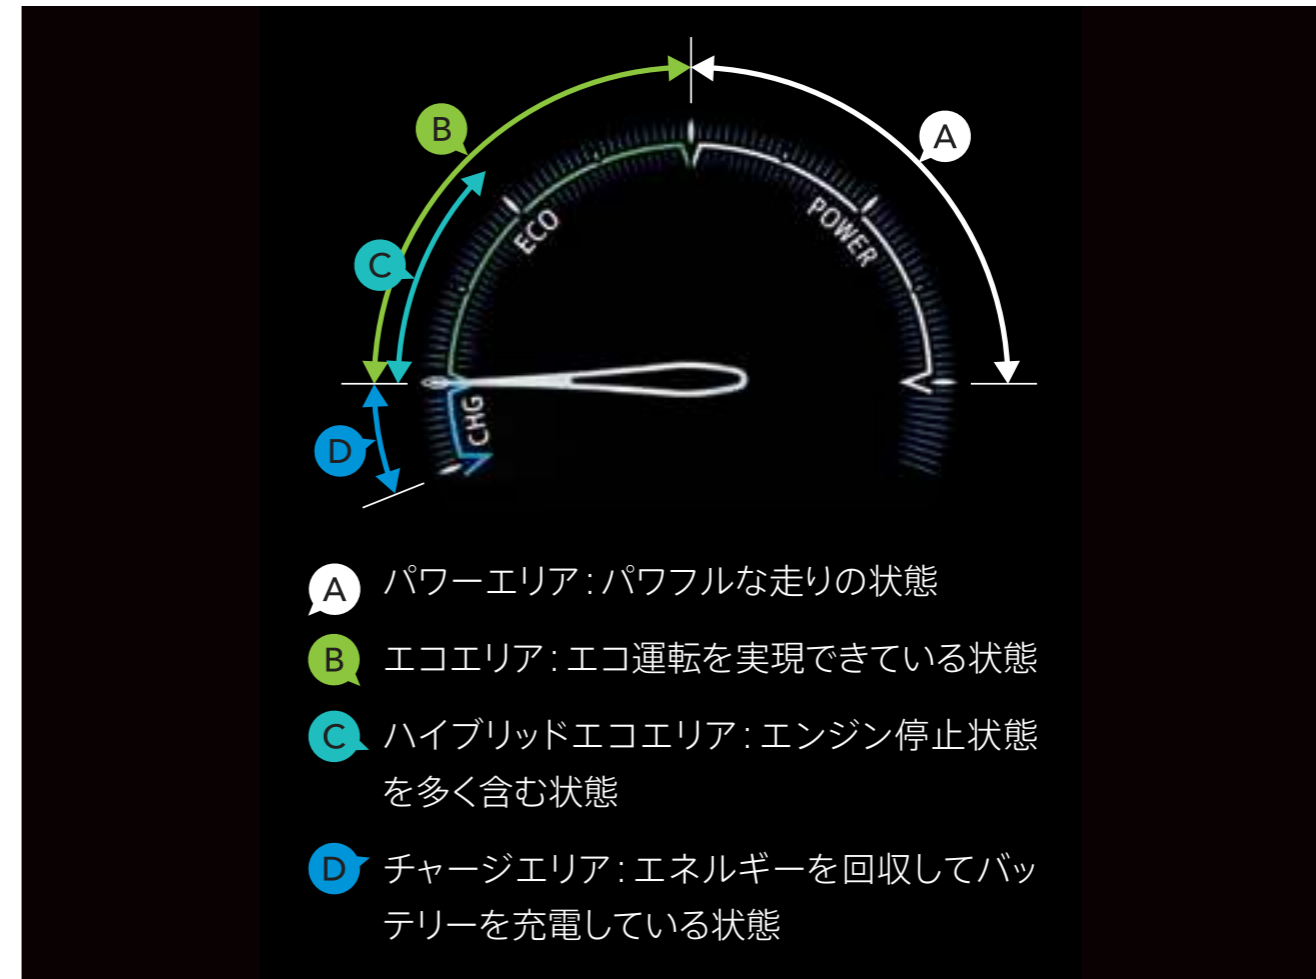 B
A
ECO
POWER
C
CHG
D
A パワーエリア：パワフルな走りの状態
B エコエリア：エコ運転を実現できている状態
C ハイブリッドエコエリア：エンジン停止状態
を多く含む状態
D チャージエリア：エネルギーを回収してバッ
テリーを充電している状態